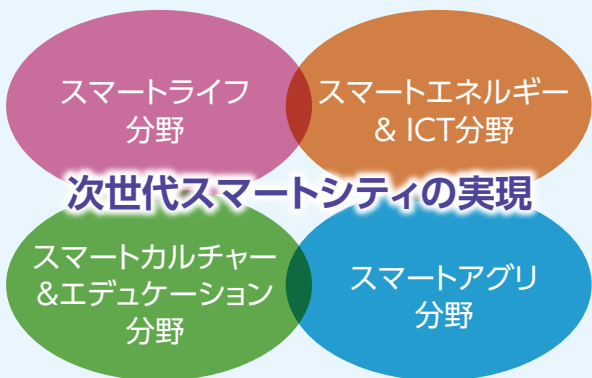 スマートライフ
分野
スマートエネルギー
& ICT分野
次世代スマートシティの実現
スマートカルチャー
&エデュケーション
分野
スマートアグリ
分野